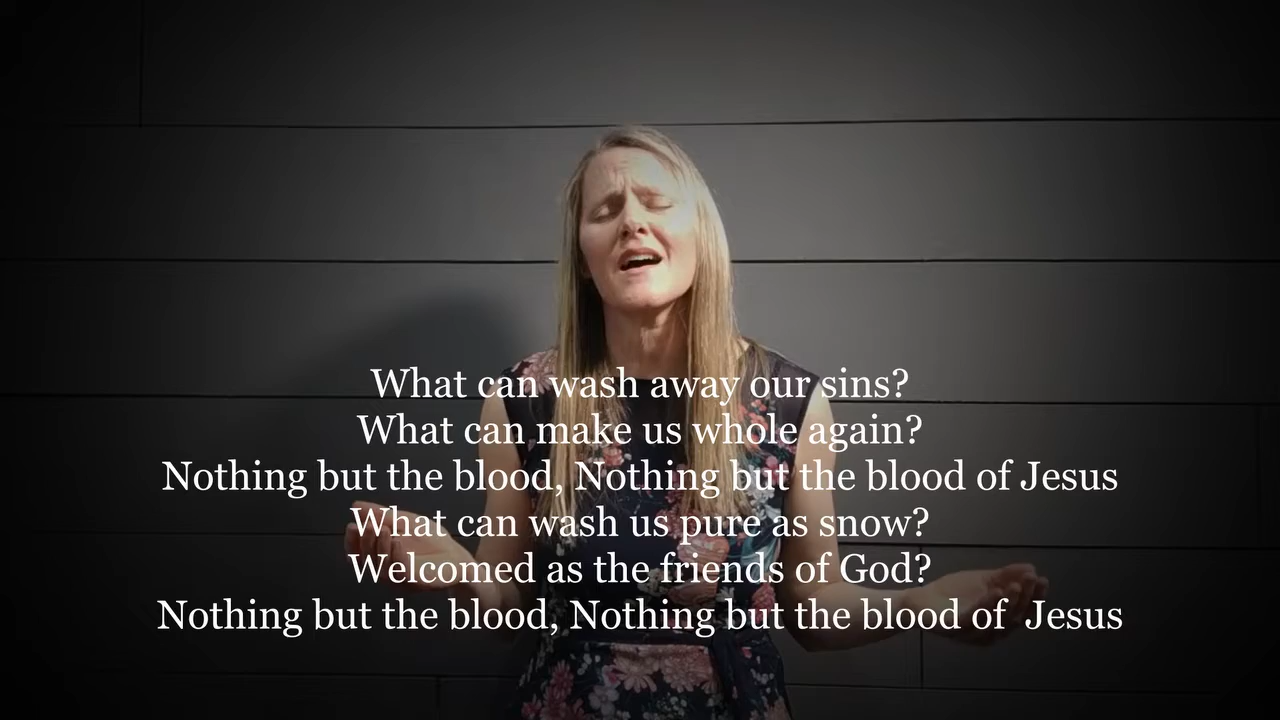 What can wash away our sins?
What can make us whole again?
Nothing but the blood, Nothing but the blood of Jesus
What can wash us pure as snow?
Welcomed as the friends of God?
Nothing but the blood, Nothing but the blood of  Jesus